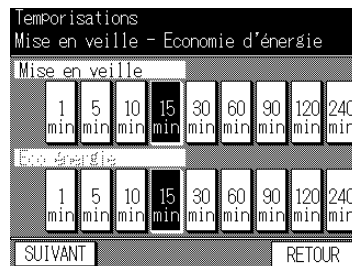 Temporisations
Mise en veille - Economie d'énergie
Mise en veille
1 min 5 min 10 min 15 min 30 min 60 min 90 min 120 min 240 min
Eco énergie
1 min 5 min 10 min 15 min 30 min 60 min 90 min 120 min 240 min
SUIVANT RETOUR